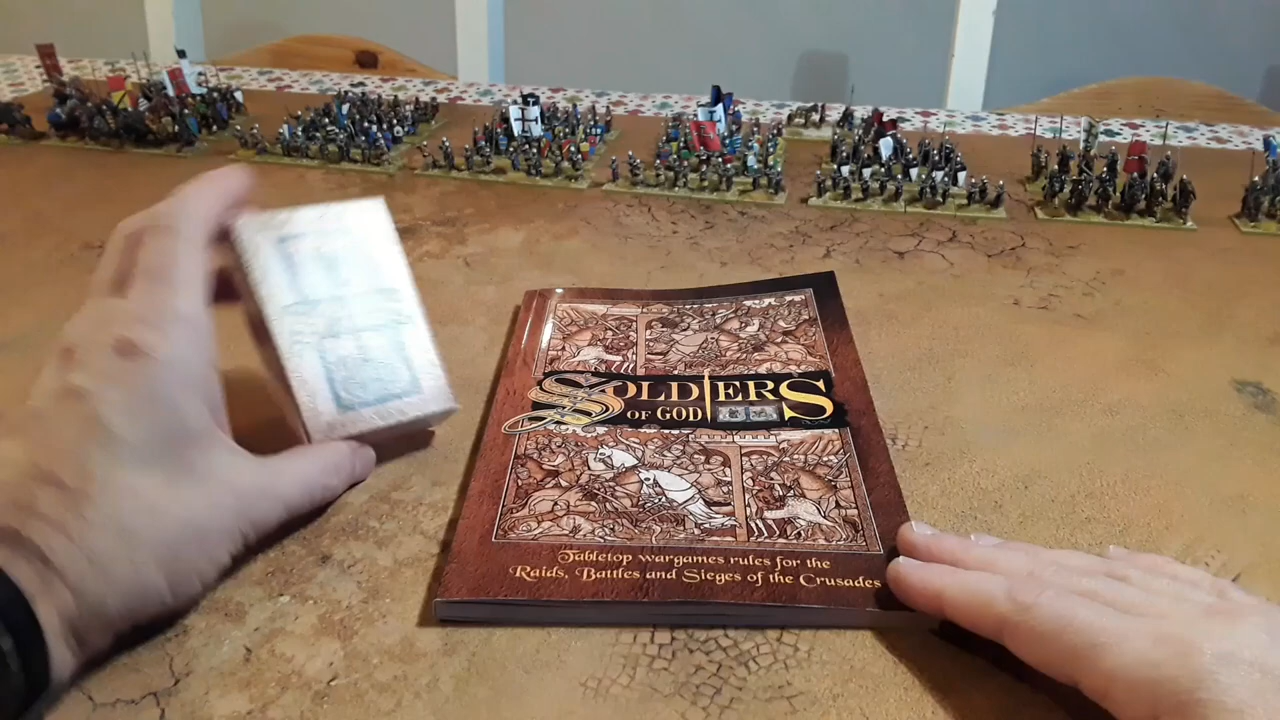 SOLDIERS
OF GOD
Tabletop wargames rules for the
Raids, Battles and Sieges of the Crusades